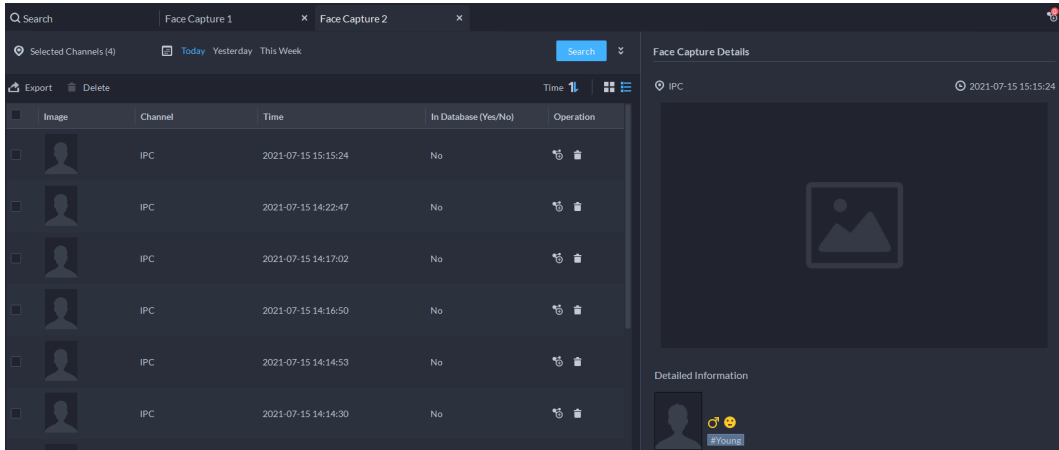 Search
Face Capture 1
Face Capture 2
Selected Channels (4)
Today Yesterday This Week
Search
Export Delete
Time
Image Channel Time In Database (Yes/No) Operation
IPC 2021-07-15 15:15:24 No
IPC 2021-07-15 14:22:47 No
IPC 2021-07-15 14:17:02 No
IPC 2021-07-15 14:16:50 No
IPC 2021-07-15 14:14:53 No
IPC 2021-07-15 14:14:30 No
Face Capture Details
IPC 2021-07-15 15:15:24
Detailed Information
#Young